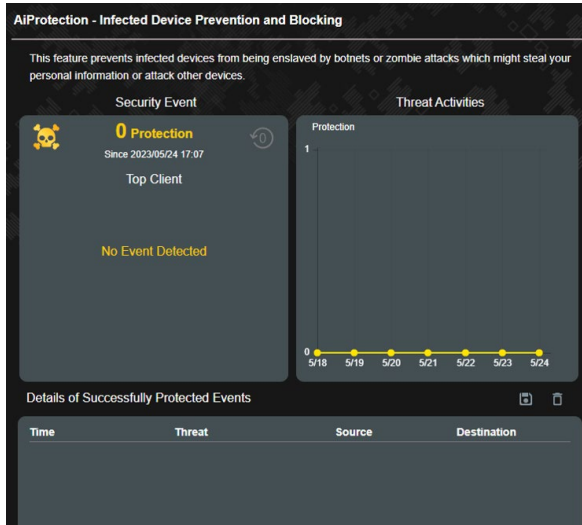 AiProtection - Infected Device Prevention and Blocking
This feature prevents infected devices from being enslaved by botnets or zombie attacks which might steal your
personal information or attack other devices.
Security Event
0 Protection
Since 2023/05/24 17:07
0
Top Client
No Event Detected
Threat Activities
Protection
1
0
5/18 5/19 5/20 5/21 5/22 5/23 5/24
Details of Successfully Protected Events
Time Threat Source Destination